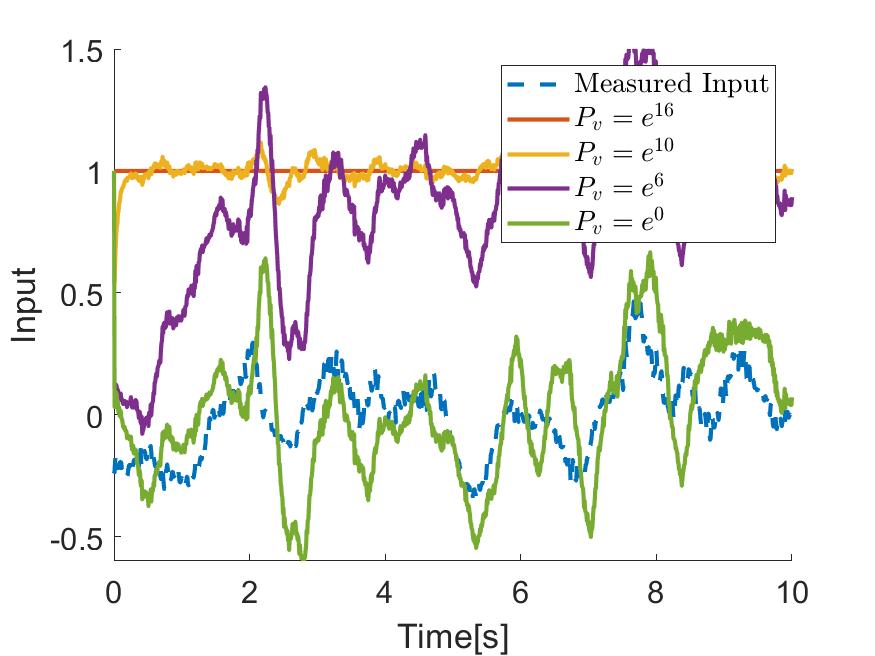 1.5
1
0.5
0
-0.5
Input
0
2
4
6
8
10
Time[s]
Measured Input
P_v = e^{16}
P_v = e^{10}
P_v = e^6
P_v = e^0